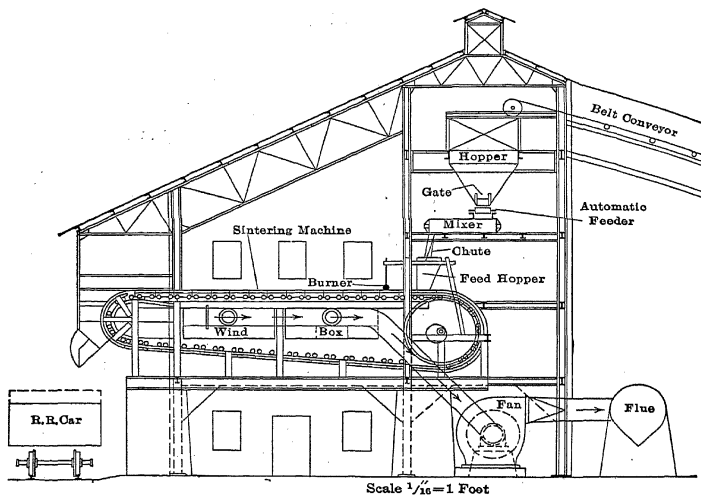 Belt Conveyor
Hopper
Gate
Automatic
Feeder
Mixer
Sintering Machine
Chute
Burner
Feed Hopper
Wind Box
R.R.Car
Fan
Flue
Scale 1/16"=1 Foot